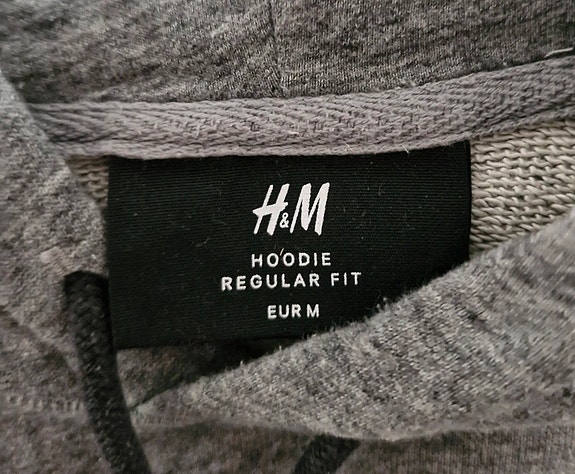 H&M
HOODIE
REGULAR FIT
EUR M